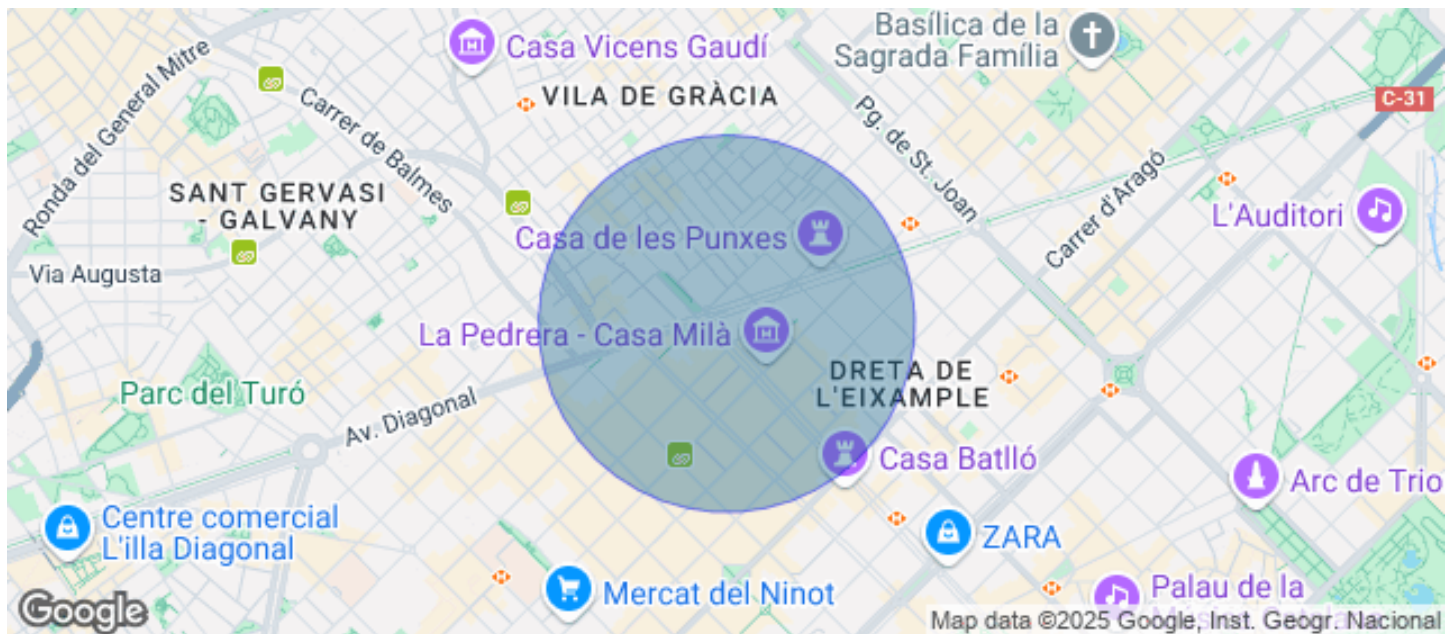 Basílica de la
Sagrada Família
Casa Vicens Gaudí
VILA DE GRÀCIA
C-31
Ronda del General Mitre
Carrer de Balmes
Pg. de St. Joan
Carrer d'Aragó
SANT GERVASI
- GALVANY
L'Auditori
Casa de les Punxes
Via Augusta
La Pedrera - Casa Milà
DRETA DE
L'EIXAMPLE
Parc del Turó
Av. Diagonal
Casa Batlló
Arc de Trio
Centre comercial
L'illa Diagonal
ZARA
Mercat del Ninot
Palau de la
Google
Map data ©2025 Google, Inst. Geogr. Nacional